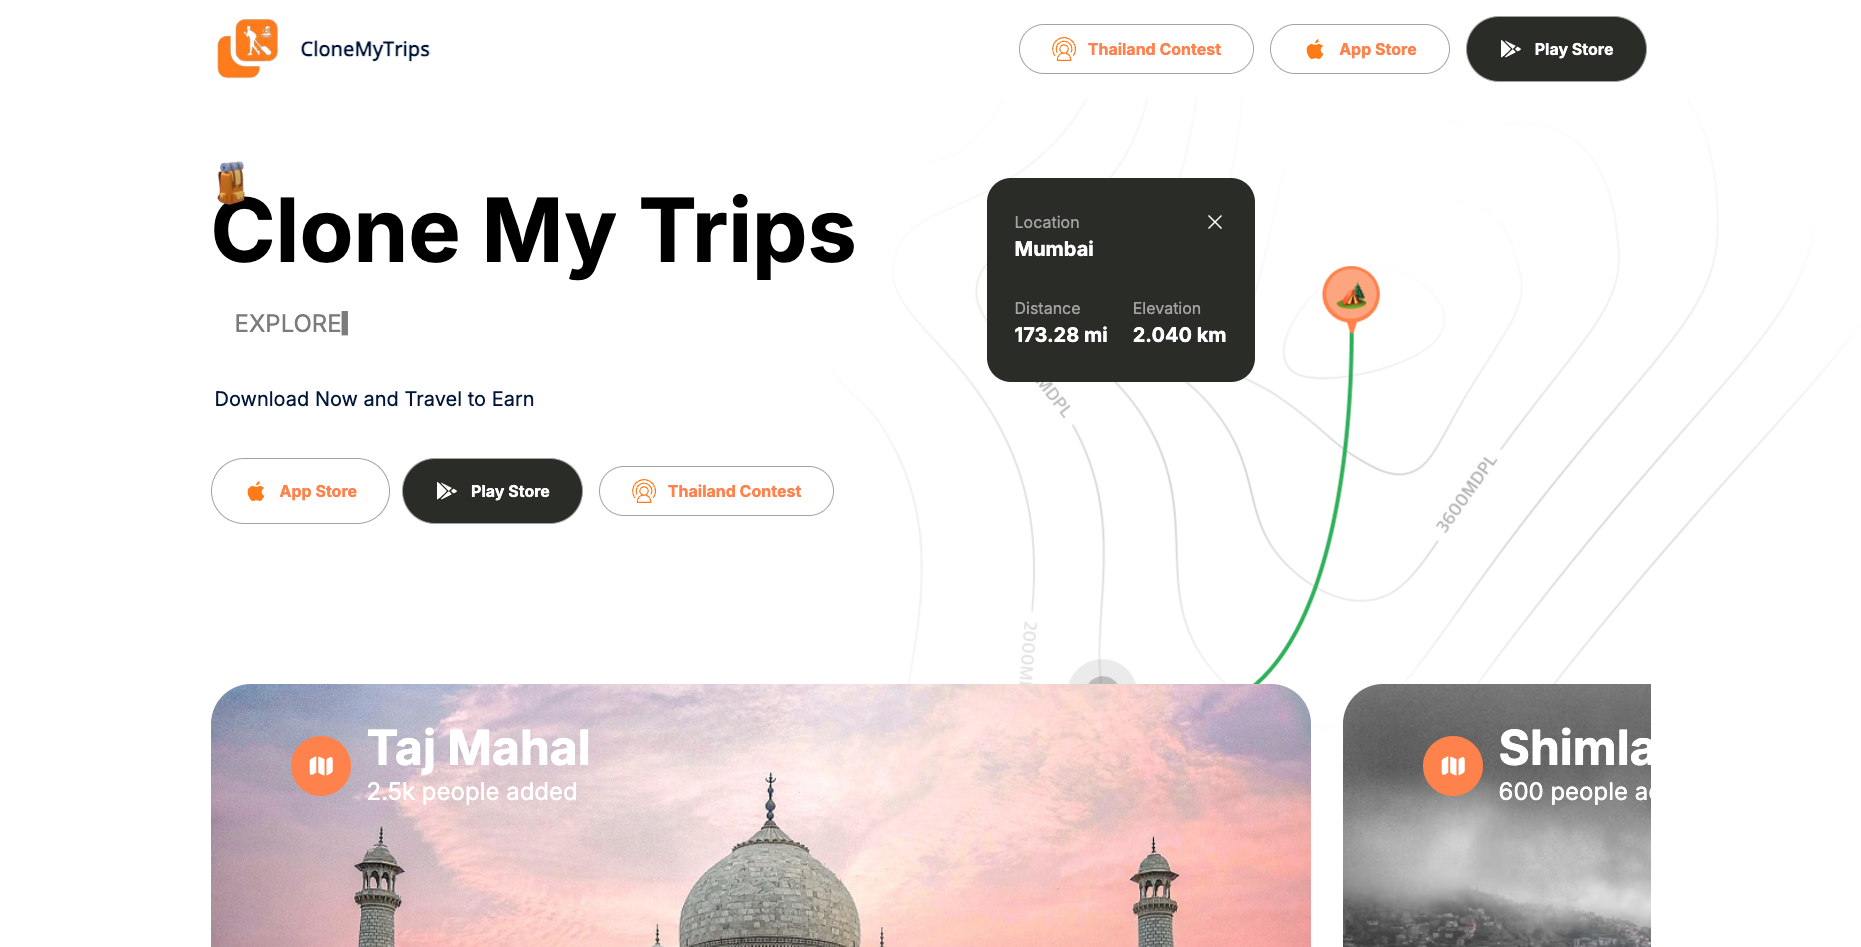 CloneMyTrips
Thailand Contest
App Store
Play Store
Clone My Trips
EXPLORE
Download Now and Travel to Earn
App Store
Play Store
Thailand Contest
Location
Mumbai
Distance
Elevation
173.28 mi
2.040 km
MDPL
3600MDPL
2000M
Taj Mahal
2.5k people added
Shimla
600 people